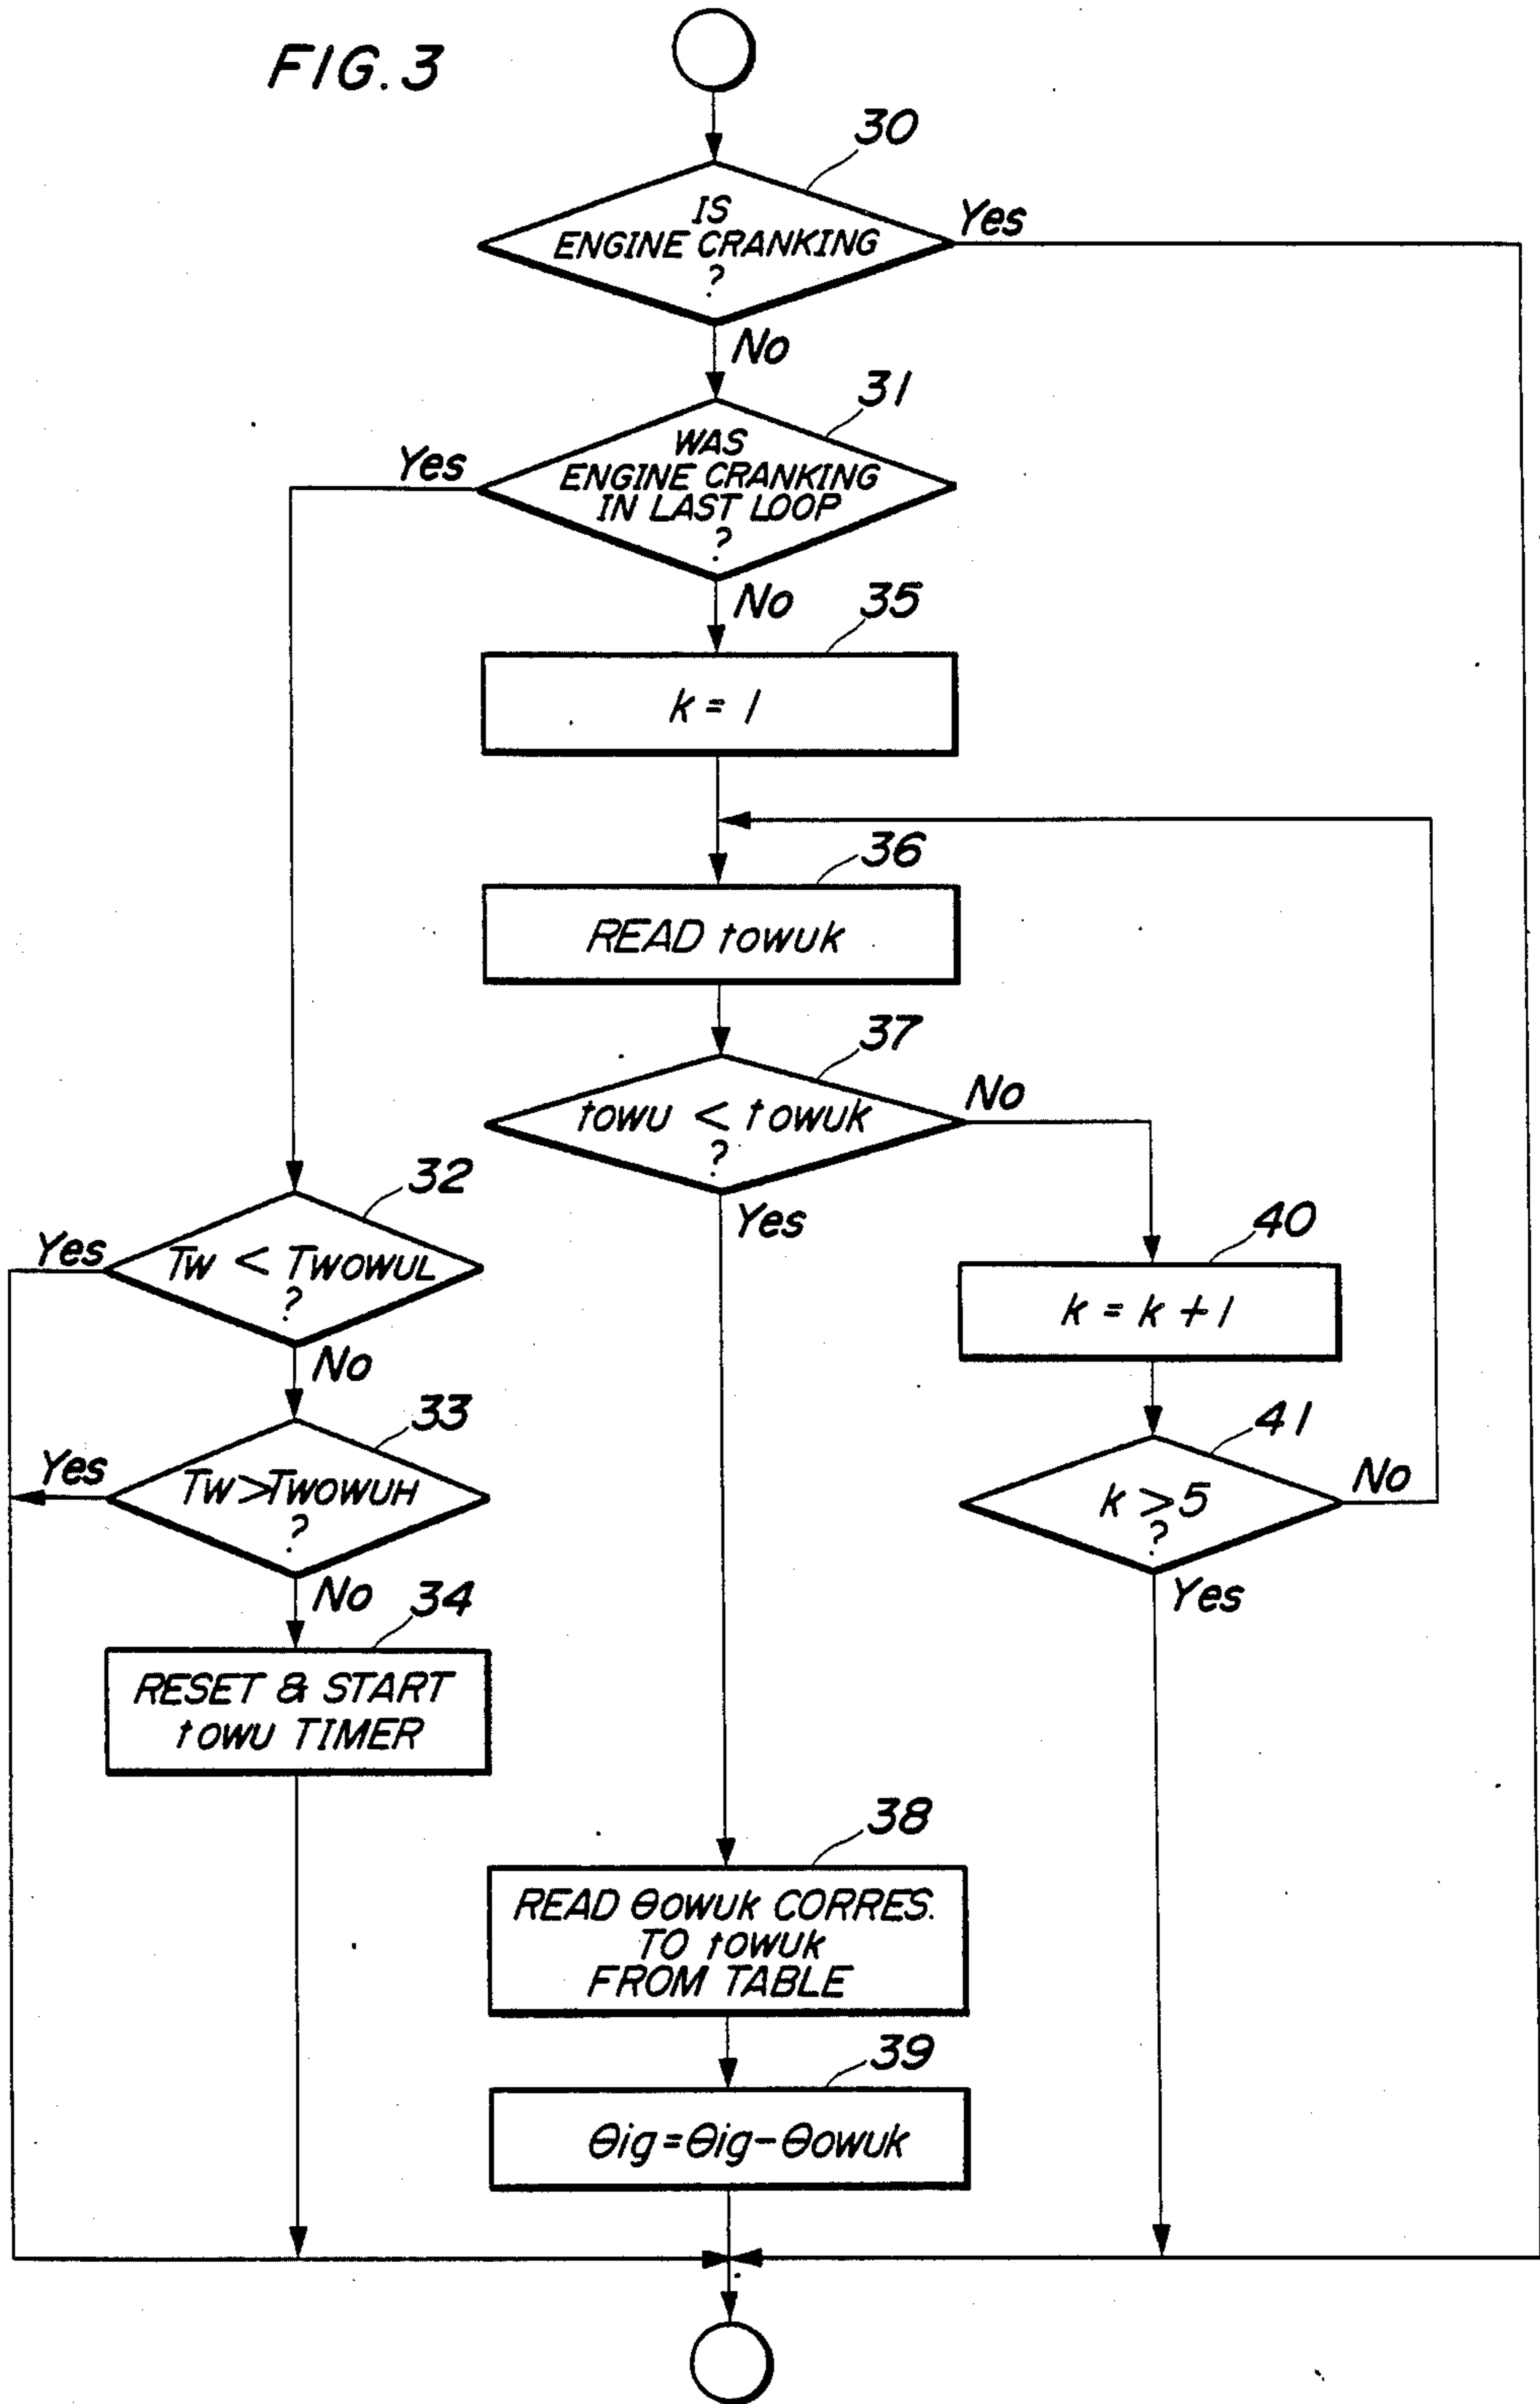 FIG. 3
30
IS
ENGINE CRANKING
?
Yes
No
31
WAS
ENGINE CRANKING
IN LAST LOOP
?
Yes
No
35
k = 1
36
READ towuk
37
towu < towuk
?
No
Yes
32
Tw < TwowuL
?
Yes
No
40
k = k + 1
33
Tw>TwowuH
?
Yes
No
41
k > 5
?
No
Yes
34
RESET & START
towu TIMER
38
READ θowuk CORRES.
TO towuk
FROM TABLE
39
θig=θig-θowuk